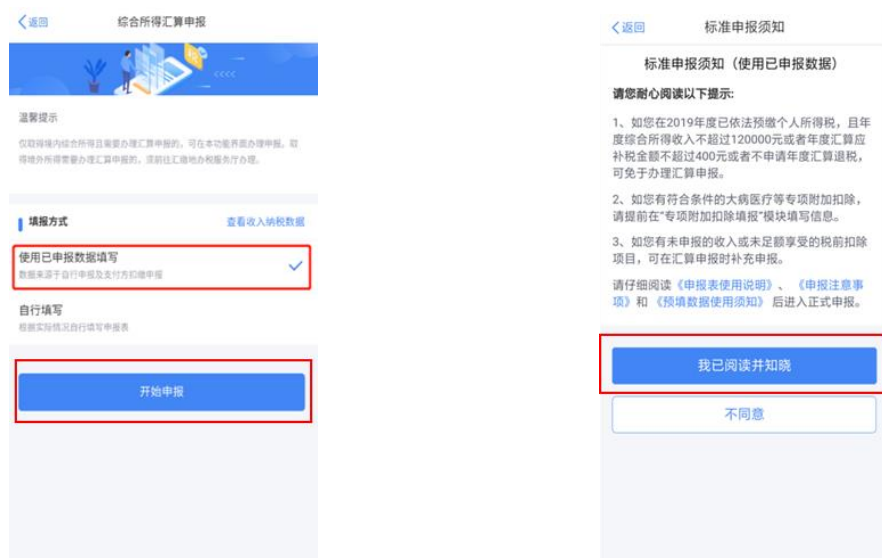 返回
综合所得汇算申报
温馨提示
仅取得境内综合所得且需要办理汇算申报的，可在本功能界面办理申报。取
得境外所得需要办理汇算申报的，须前往汇缴地办税服务厅办理。
填报方式
查看收入纳税数据
使用已申报数据填写
数据来源于自行申报及支付方扣缴申报
自行填写
根据实际情况自行填写申报表
开始申报
返回
标准申报须知
标准申报须知（使用已申报数据）
请您耐心阅读以下提示:
1、如您在2019年度已依法预缴个人所得税，且年
度综合所得收入不超过120000元或者年度汇算应
补税金额不超过400元或者不申请年度汇算退税，
可免于办理汇算申报。
2、如您有符合条件的大病医疗等专项附加扣除，
请提前在“专项附加扣除填报”模块填写信息。
3、如您有未申报的收入或未足额享受的税前扣除
项目，可在汇算申报时补充申报。
请仔细阅读《申报表使用说明》、《申报注意事
项》和《预填数据使用须知》后进入正式申报。
我已阅读并知晓
不同意